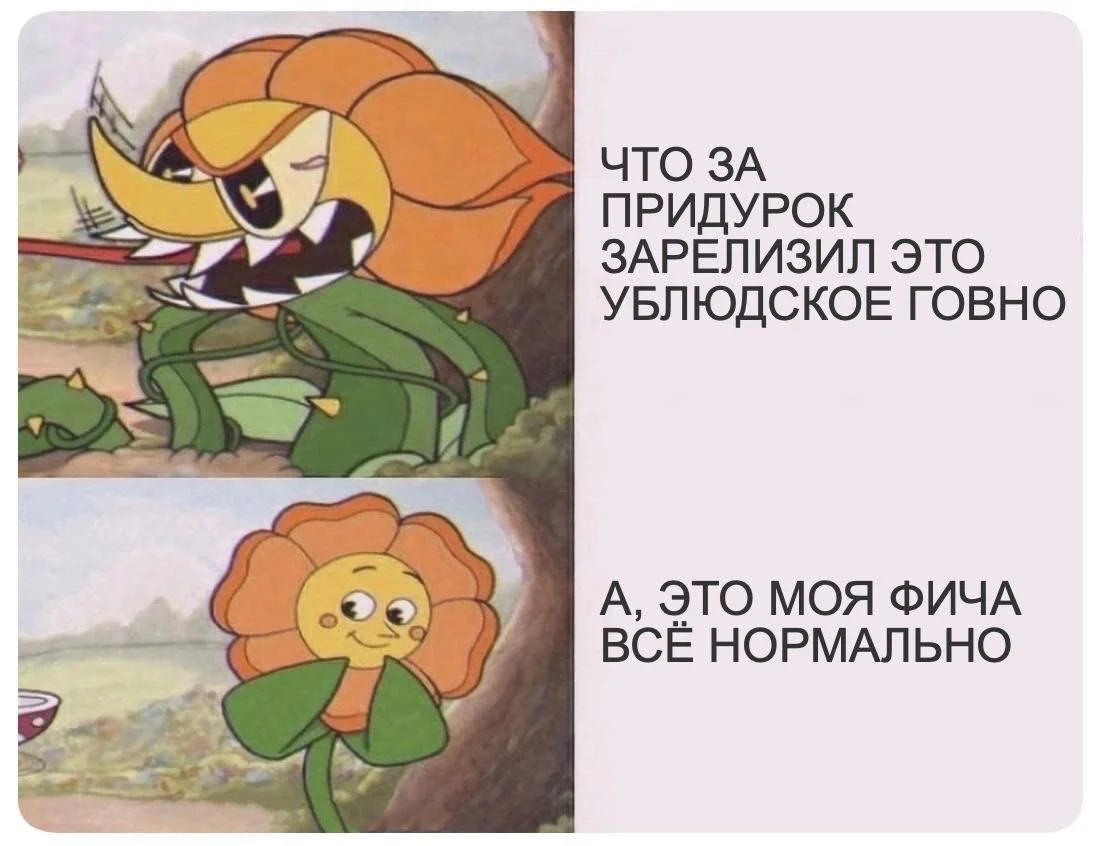 ЧТО ЗА
ПРИДУРОК
ЗАРЕЛИЗИЛ ЭТО
УБЛЮДСКОЕ ГОВНО
А, ЭТО МОЯ ФИЧА
ВСЁ НОРМАЛЬНО